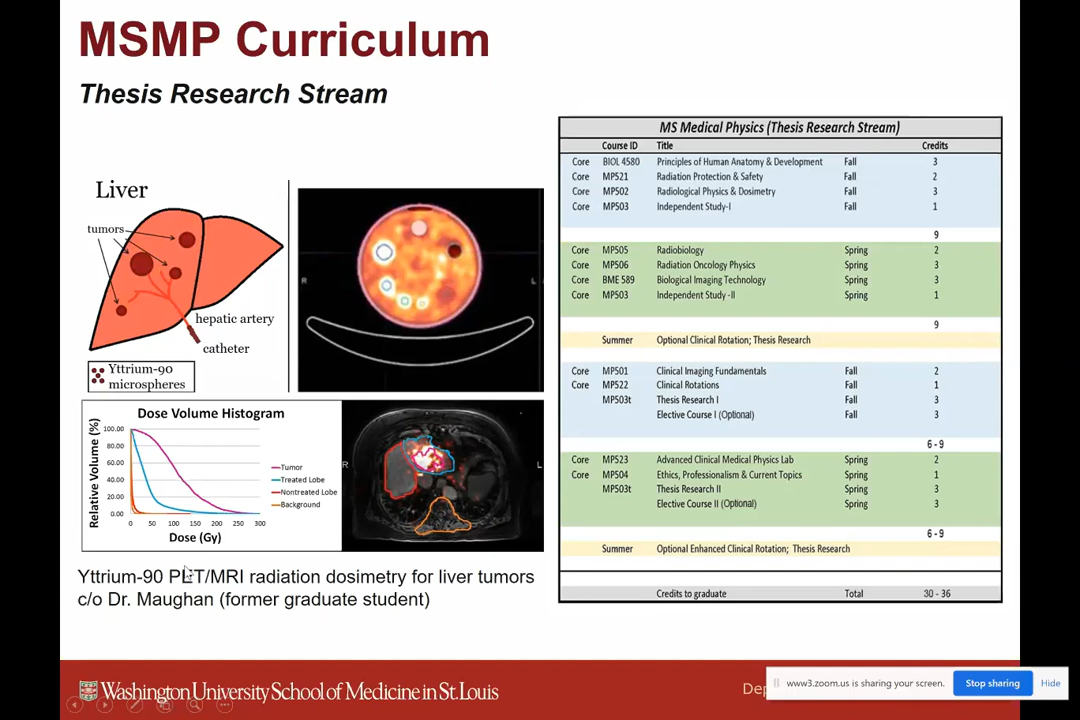 MSMP Curriculum
Thesis Research Stream
Liver
tumors
hepatic artery
catheter
Yttrium-90
microspheres
R
L
Dose Volume Histogram
Relative Volume (%)
100.00
80.00
60.00
40.00
20.00
0.00
0 50 100 150 200 250 300
Dose (Gy)
Tumor
Treated Lobe
Nontreated Lobe
Background
R
L
Yttrium-90 PET/MRI radiation dosimetry for liver tumors
c/o Dr. Maughan (former graduate student)
MS Medical Physics (Thesis Research Stream)
Course ID Title Credits
Core BIOL 4580 Principles of Human Anatomy & Development Fall 3
Core MP521 Radiation Protection & Safety Fall 2
Core MP502 Radiological Physics & Dosimetry Fall 3
Core MP503 Independent Study-I Fall 1
9
Core MP505 Radiobiology Spring 2
Core MP506 Radiation Oncology Physics Spring 3
Core BME 589 Biological Imaging Technology Spring 3
Core MP503 Independent Study -II Spring 1
9
Summer Optional Clinical Rotation; Thesis Research
Core MP501 Clinical Imaging Fundamentals Fall 2
Core MP522 Clinical Rotations Fall 1
MP503t Thesis Research I Fall 3
Elective Course I (Optional) Fall 3
6 - 9
Core MP523 Advanced Clinical Medical Physics Lab Spring 2
Core MP504 Ethics, Professionalism & Current Topics Spring 1
MP503t Thesis Research II Spring 3
Elective Course II (Optional) Spring 3
6 - 9
Summer Optional Enhanced Clinical Rotation; Thesis Research
Credits to graduate Total 30 - 36
Washington University School of Medicine in St. Louis
www3.zoom.us is sharing your screen. Stop sharing Hide